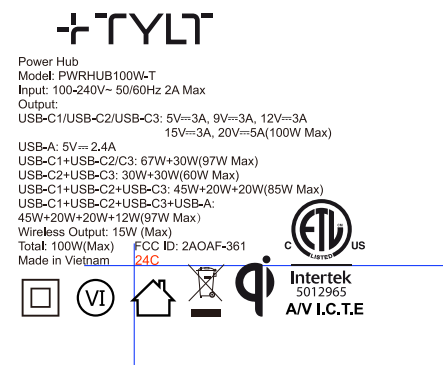 TYLT
Power Hub
Model: PWRHUB100W-T
Input: 100-240V~ 50/60Hz 2A Max
Output:
USB-C1/USB-C2/USB-C3: 5V⎓3A, 9V⎓3A, 12V⎓3A
15V⎓3A, 20V⎓5A(100W Max)
USB-A: 5V⎓2.4A
USB-C1+USB-C2/C3: 67W+30W(97W Max)
USB-C2+USB-C3: 30W+30W(60W Max)
USB-C1+USB-C2+USB-C3: 45W+20W+20W(85W Max)
USB-C1+USB-C2+USB-C3+USB-A:
45W+20W+20W+12W(97W Max)
Wireless Output: 15W (Max)
Total: 100W(Max) FCC ID: 2AOAF-361
Made in Vietnam 24C
C ETL US
LISTED
VI
qi
Intertek
5012965
A/V I.C.T.E